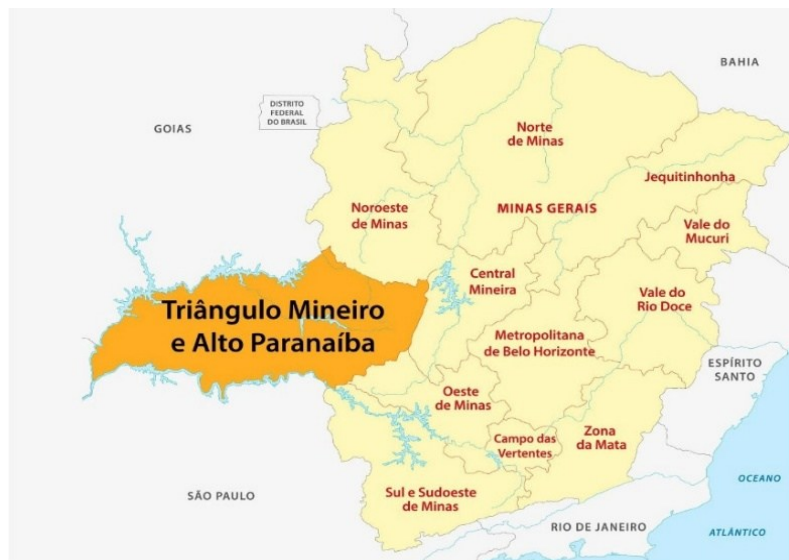 BAHIA
DISTRITO
FEDERAL
DO BRASIL
GOIAS
Norte
de Minas
Jequitinhonha
Noroeste
de Minas
MINAS GERAIS
Vale do
Mucuri
Central
Mineira
Vale do
Rio Doce
Triângulo Mineiro
e Alto Paranaíba
Metropolitana
de Belo Horizonte
ESPÍRITO
SANTO
Oeste
de Minas
Campo das
Vertentes
Zona
da Mata
SÃO PAULO
Sul e Sudoeste
de Minas
OCEANO
RIO DE JANEIRO
ATLÂNTICO